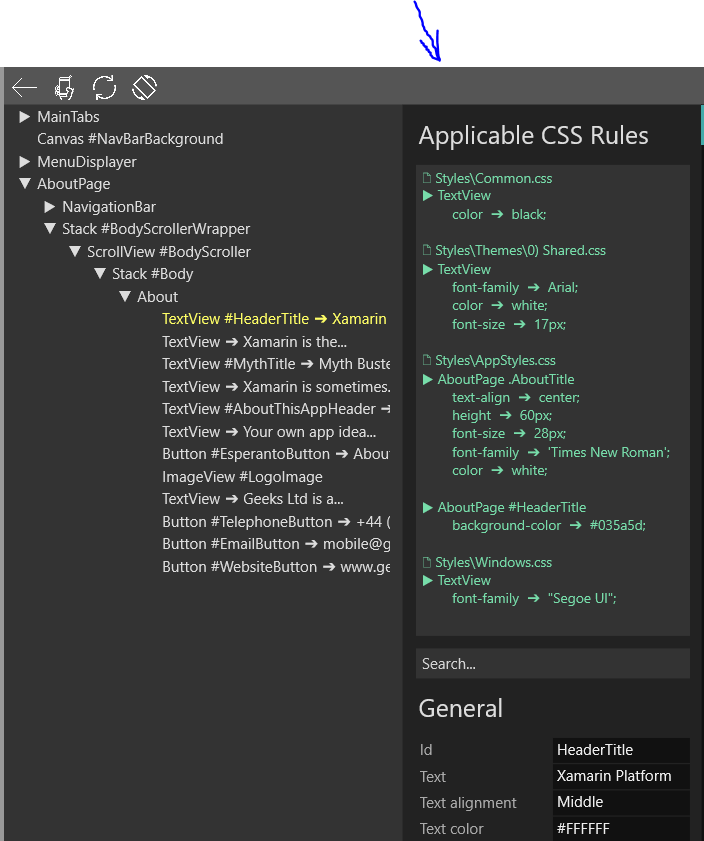 MainTabs
Canvas #NavBarBackground
MenuDisplayer
AboutPage
NavigationBar
Stack #BodyScrollerWrapper
ScrollView #BodyScroller
Stack #Body
About
TextView #HeaderTitle ➔ Xamarin
TextView ➔ Xamarin is the...
TextView #MythTitle ➔ Myth Buste
TextView ➔ Xamarin is sometimes.
TextView #AboutThisAppHeader ➔
TextView ➔ Your own app idea...
Button #EsperantoButton ➔ Abou
ImageView #LogoImage
TextView ➔ Geeks Ltd is a...
Button #TelephoneButton ➔ +44 (
Button #EmailButton ➔ mobile@g
Button #WebsiteButton ➔ www.ge
Applicable CSS Rules
Styles\Common.css
TextView
color ➔ black;
Styles\Themes\0) Shared.css
TextView
font-family ➔ Arial;
color ➔ white;
font-size ➔ 17px;
Styles\AppStyles.css
AboutPage .AboutTitle
text-align ➔ center;
height ➔ 60px;
font-size ➔ 28px;
font-family ➔ 'Times New Roman';
color ➔ white;
AboutPage #HeaderTitle
background-color ➔ #035a5d;
Styles\Windows.css
TextView
font-family ➔ "Segoe UI";
Search...
General
Id HeaderTitle
Text Xamarin Platform
Text alignment Middle
Text color #FFFFFF